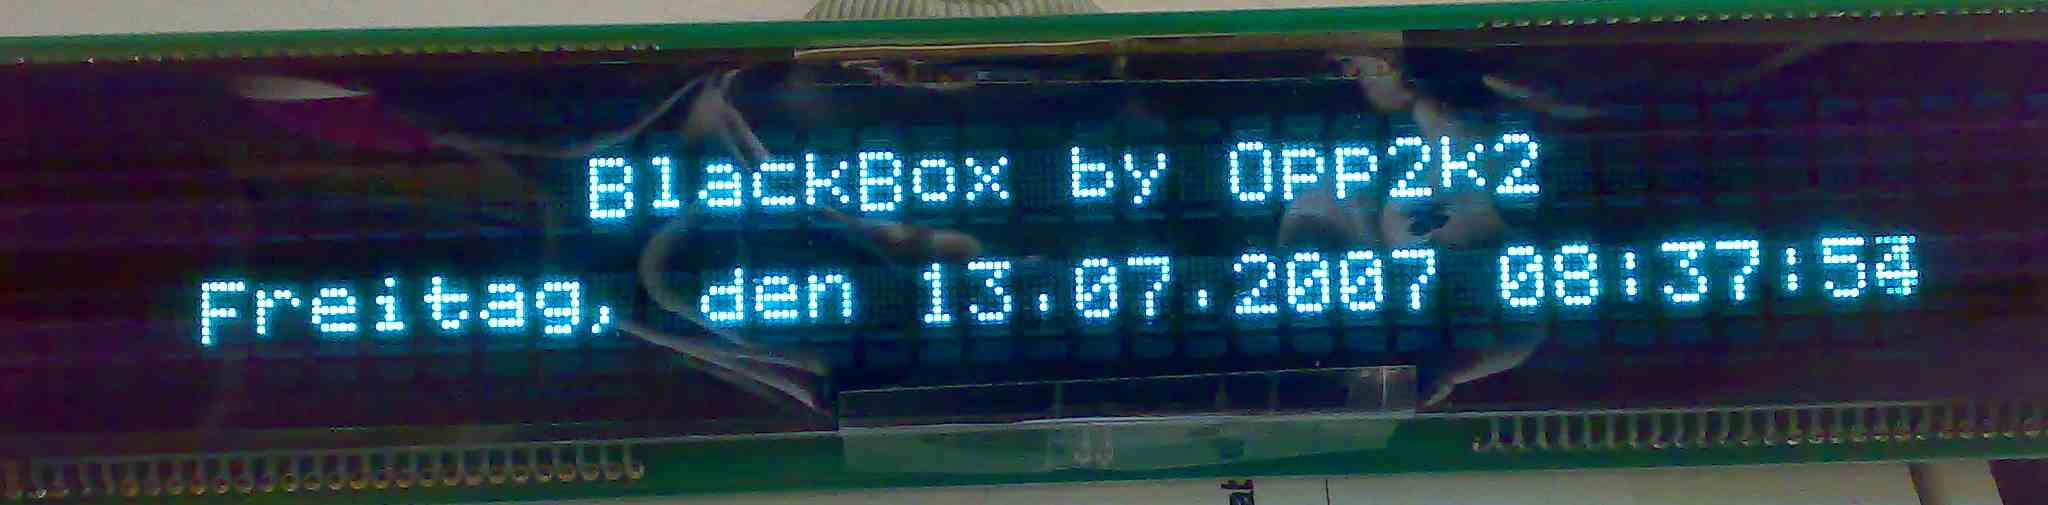 BlackBox by Opp2k2
Freitag, den 13.07.2007 08:37:54